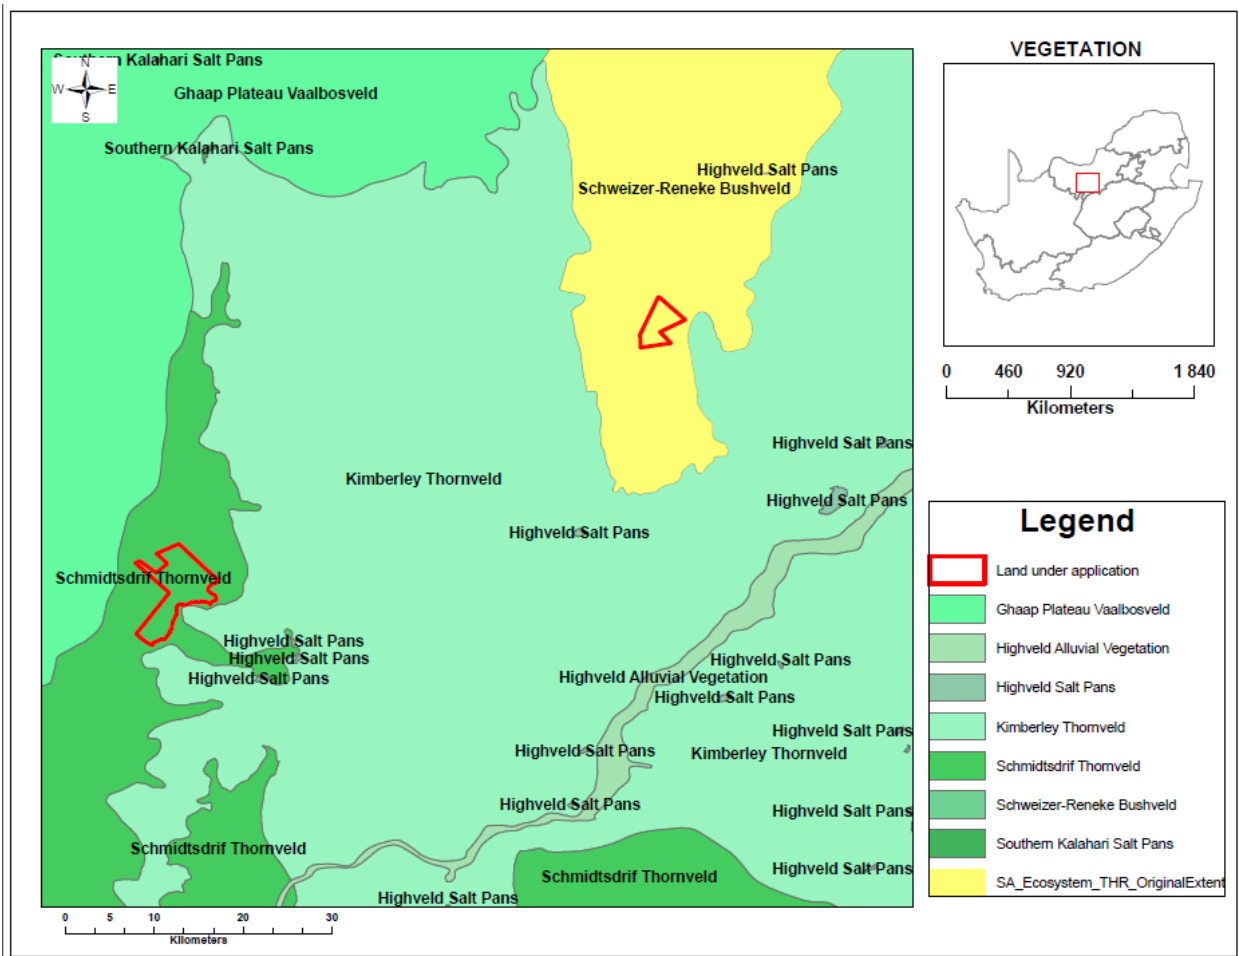 VEGETATION
Southern Kalahari Salt Pans
N
W E
S
Ghaap Plateau Vaalbosveld
Southern Kalahari Salt Pans
Highveld Salt Pans
Schweizer-Reneke Bushveld
Highveld Salt Pans
Kimberley Thornveld
Highveld Salt Pans
Highveld Salt Pans
Schmidtsdrif Thornveld
Highveld Salt Pans
Highveld Salt Pans
Highveld Salt Pans
Highveld Salt Pans
Highveld Alluvial Vegetation
Highveld Salt Pans
Highveld Salt Pans
Highveld Salt Pans
Kimberley Thornveld
Highveld Salt Pans
Highveld Salt Pans
Schmidtsdrif Thornveld
Highveld Salt Pans
Schmidtsdrif Thornveld
Highveld Salt Pans
0 5 10 20 30
Kilometers
0 460 920 1 840
Kilometers
Legend
Land under application
Ghaap Plateau Vaalbosveld
Highveld Alluvial Vegetation
Highveld Salt Pans
Kimberley Thornveld
Schmidtsdrif Thornveld
Schweizer-Reneke Bushveld
Southern Kalahari Salt Pans
SA_Ecosystem_THR_OriginalExtent